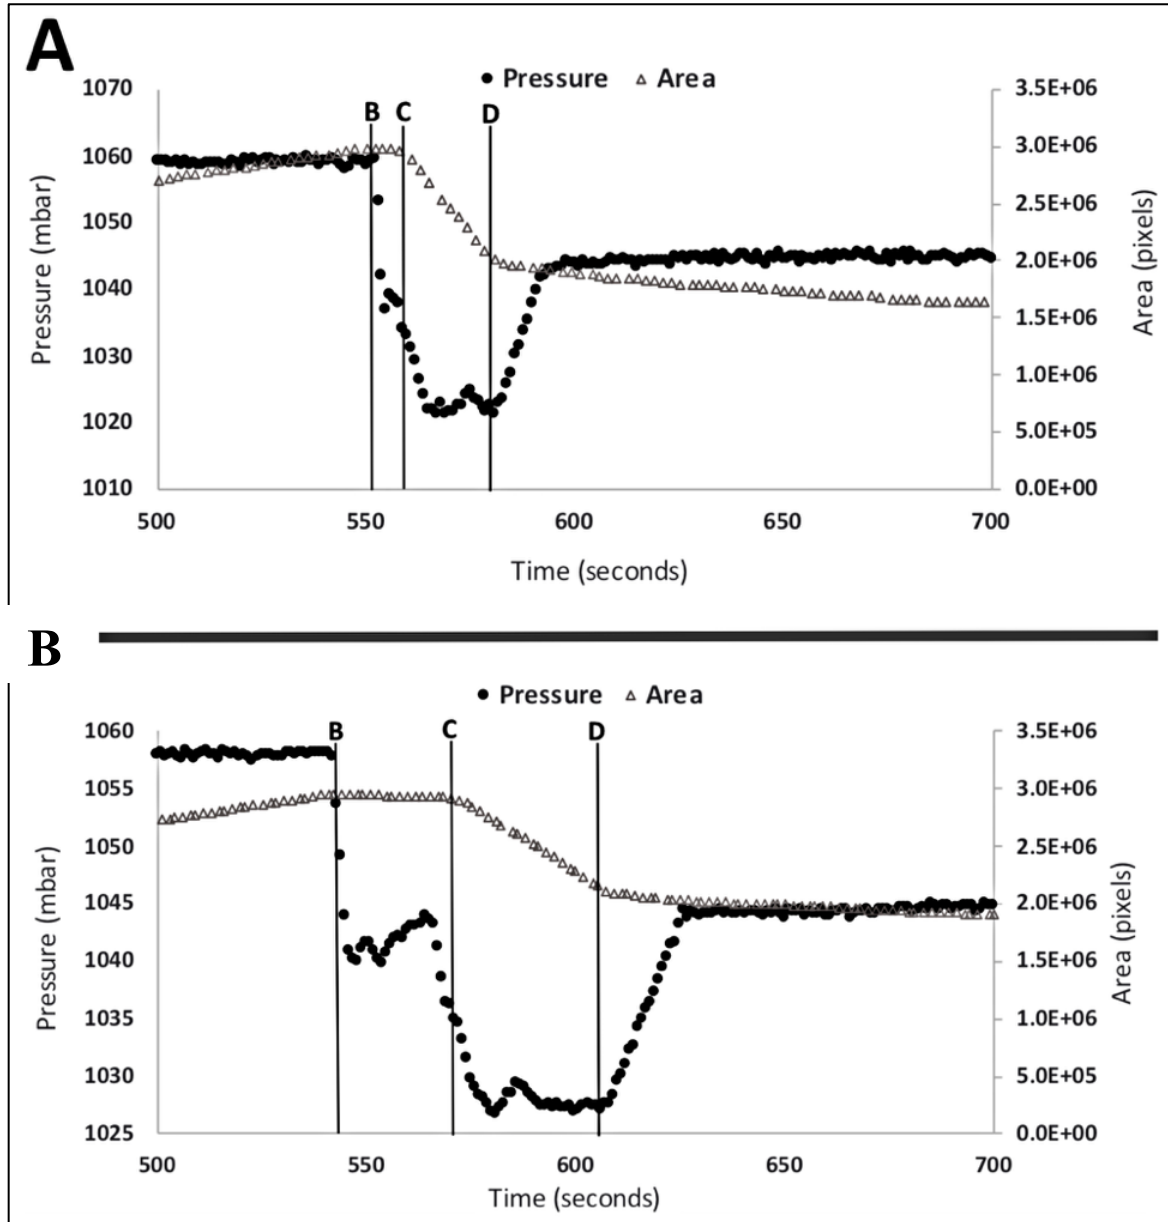 A
Pressure Area
1070 3.5E+06
B C D
1060 3.0E+06
1050 2.5E+06
1040 2.0E+06
1030 1.5E+06
1.0E+06
1020 5.0E+05
1010 0.0E+00
Pressure (mbar)
Area (pixels)
500 550 600 650 700
Time (seconds)
B
Pressure Area
1060 3.5E+06
B C D
1055 3.0E+06
1050 2.5E+06
1045 2.0E+06
1040 1.5E+06
1035 1.0E+06
1030 5.0E+05
1025 0.0E+00
Pressure (mbar)
Area (pixels)
500 550 600 650 700
Time (seconds)